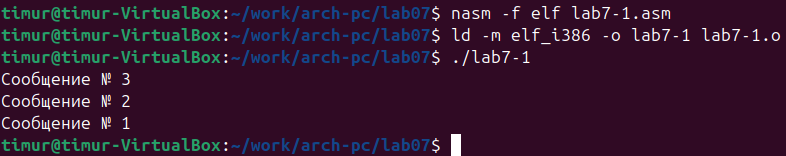 timur@timur-VirtualBox:~/work/arch-pc/lab07$ nasm -f elf lab7-1.asm
timur@timur-VirtualBox:~/work/arch-pc/lab07$ ld -m elf_i386 -o lab7-1 lab7-1.o
timur@timur-VirtualBox:~/work/arch-pc/lab07$ ./lab7-1
Сообщение № 3
Сообщение № 2
Сообщение № 1
timur@timur-VirtualBox:~/work/arch-pc/lab07$